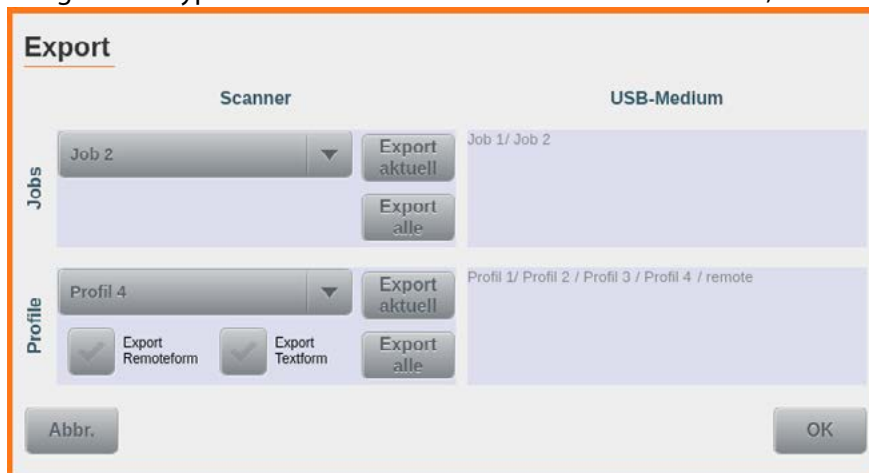 Export
Scanner
USB-Medium
Jobs
Job 2
Export
aktuell
Export
alle
Job 1/ Job 2
Profile
Profil 4
Export
aktuell
Export
Remoteform
Export
Textform
Export
alle
Profil 1/ Profil 2 / Profil 3 / Profil 4 / remote
Abbr.
OK